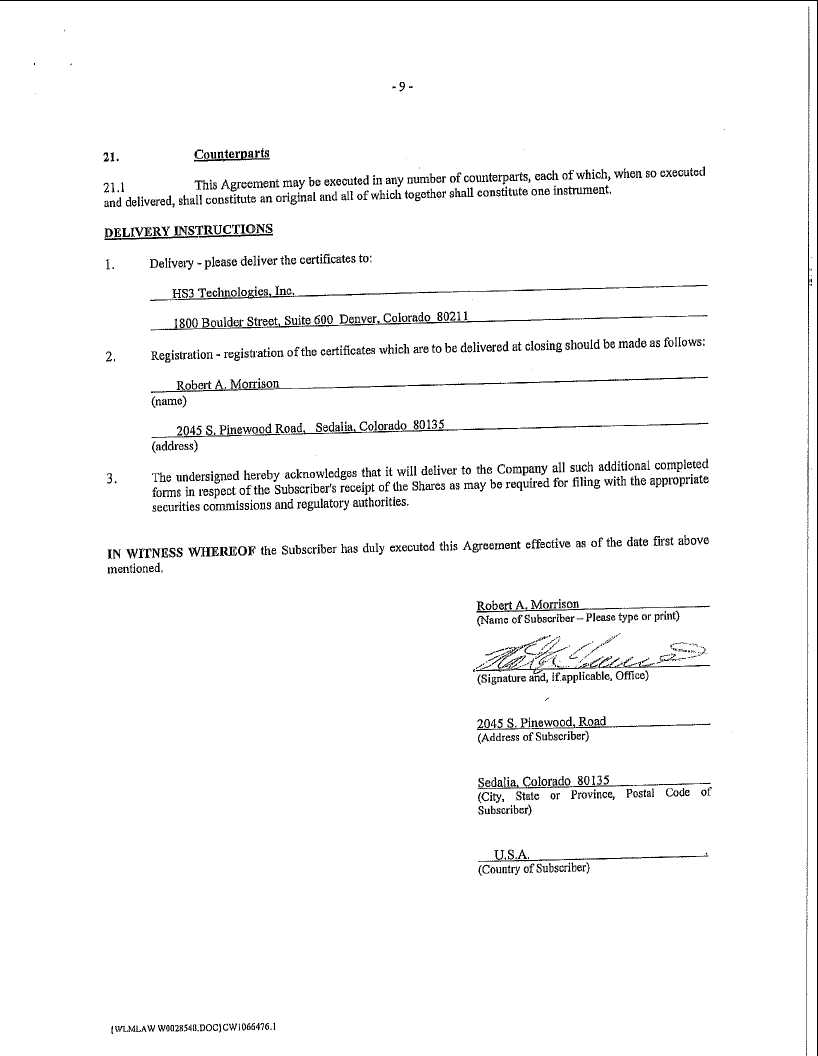 - 9 -
21. Counterparts
21.1 This Agreement may be executed in any number of counterparts, each of which, when so executed
and delivered, shall constitute an original and all of which together shall constitute one instrument.
DELIVERY INSTRUCTIONS
1. Delivery - please deliver the certificates to:
HS3 Technologies, Inc.
1800 Boulder Street, Suite 600 Denver, Colorado 80211
2. Registration - registration of the certificates which are to be delivered at closing should be made as follows:
Robert A. Morrison
(name)
2045 S. Pinewood Road, Sedalia, Colorado 80135
(address)
3. The undersigned hereby acknowledges that it will deliver to the Company all such additional completed
forms in respect of the Subscriber's receipt of the Shares as may be required for filing with the appropriate
securities commissions and regulatory authorities.
IN WITNESS WHEREOF the Subscriber has duly executed this Agreement effective as of the date first above
mentioned.
Robert A. Morrison
(Name of Subscriber – Please type or print)
(Signature and, if applicable, Office)
2045 S. Pinewood, Road
(Address of Subscriber)
Sedalia, Colorado 80135
(City, State or Province, Postal Code of
Subscriber)
U.S.A.
(Country of Subscriber)
{WLMLAW W0028540.DOC}CW1066476.1